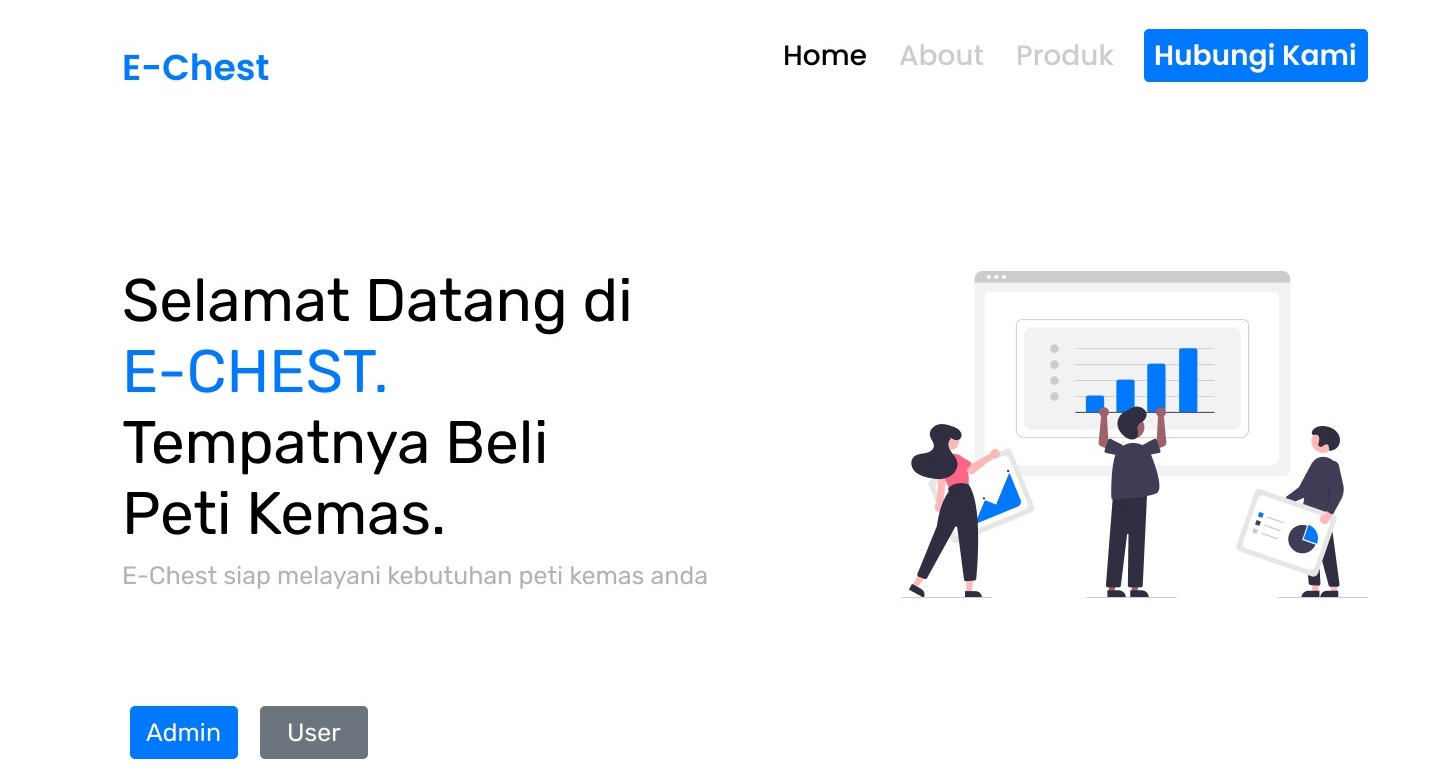 E-Chest
Home About Produk Hubungi Kami
Selamat Datang di
E-CHEST.
Tempatnya Beli
Peti Kemas.
E-Chest siap melayani kebutuhan peti kemas anda
Admin User